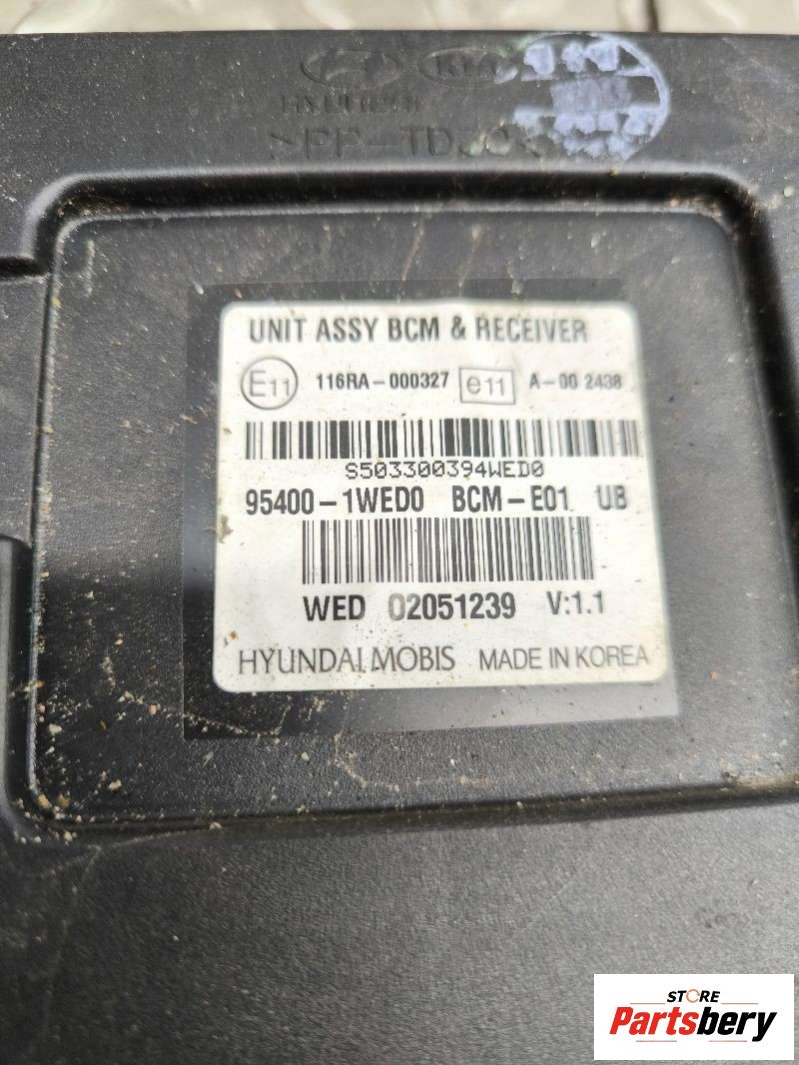 KIA
HYUNDAI
UNIT ASSY BCM & RECEIVER
E11 116RA-000327 e11 A-00 2438
S503300394WED0
95400-1WED0 BCM-E01 UB
WED 02051239 V:1.1
HYUNDAI MOBIS MADE IN KOREA
STORE
Partsbery